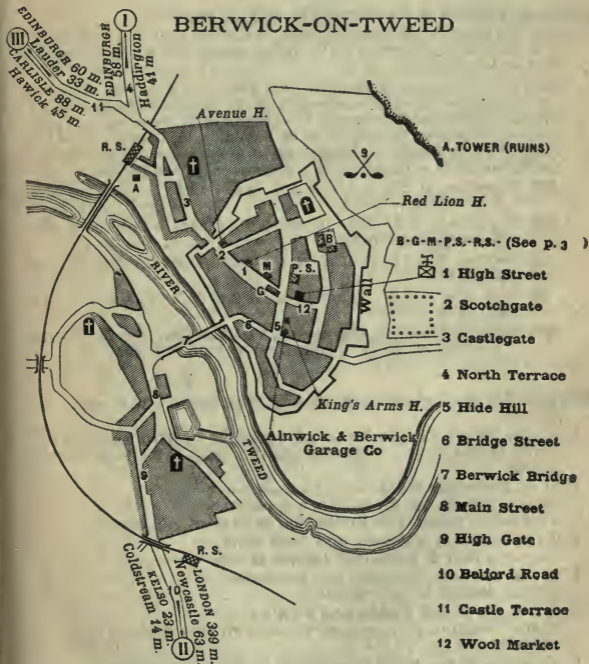 BERWICK-ON-TWEED
III
I
EDINBURGH 60 m.
Lauder 33 m.
CARLISLE 88 m.
Hawick 45 m.
EDINBURGH
58 m.
Haddington
41 m
11
4
Avenue H.
R. S.
M
A
3
9
A. TOWER (RUINS)
Red Lion H.
B-G-M-P.S.-R.S.- (See p. 3 )
RIVER
2
1
M
G
P. S.
B
12
Wall
6
5
7
King's Arms H.
Alnwick & Berwick
Garage Co
TWEED
8
9
R. S.
10
KELSO 23 m.
Coldstream 14 m.
LONDON 339 m.
Newcastle 63 m.
II
1 High Street
2 Scotchgate
3 Castlegate
4 North Terrace
5 Hide Hill
6 Bridge Street
7 Berwick Bridge
8 Main Street
9 High Gate
10 Belford Road
11 Castle Terrace
12 Wool Market